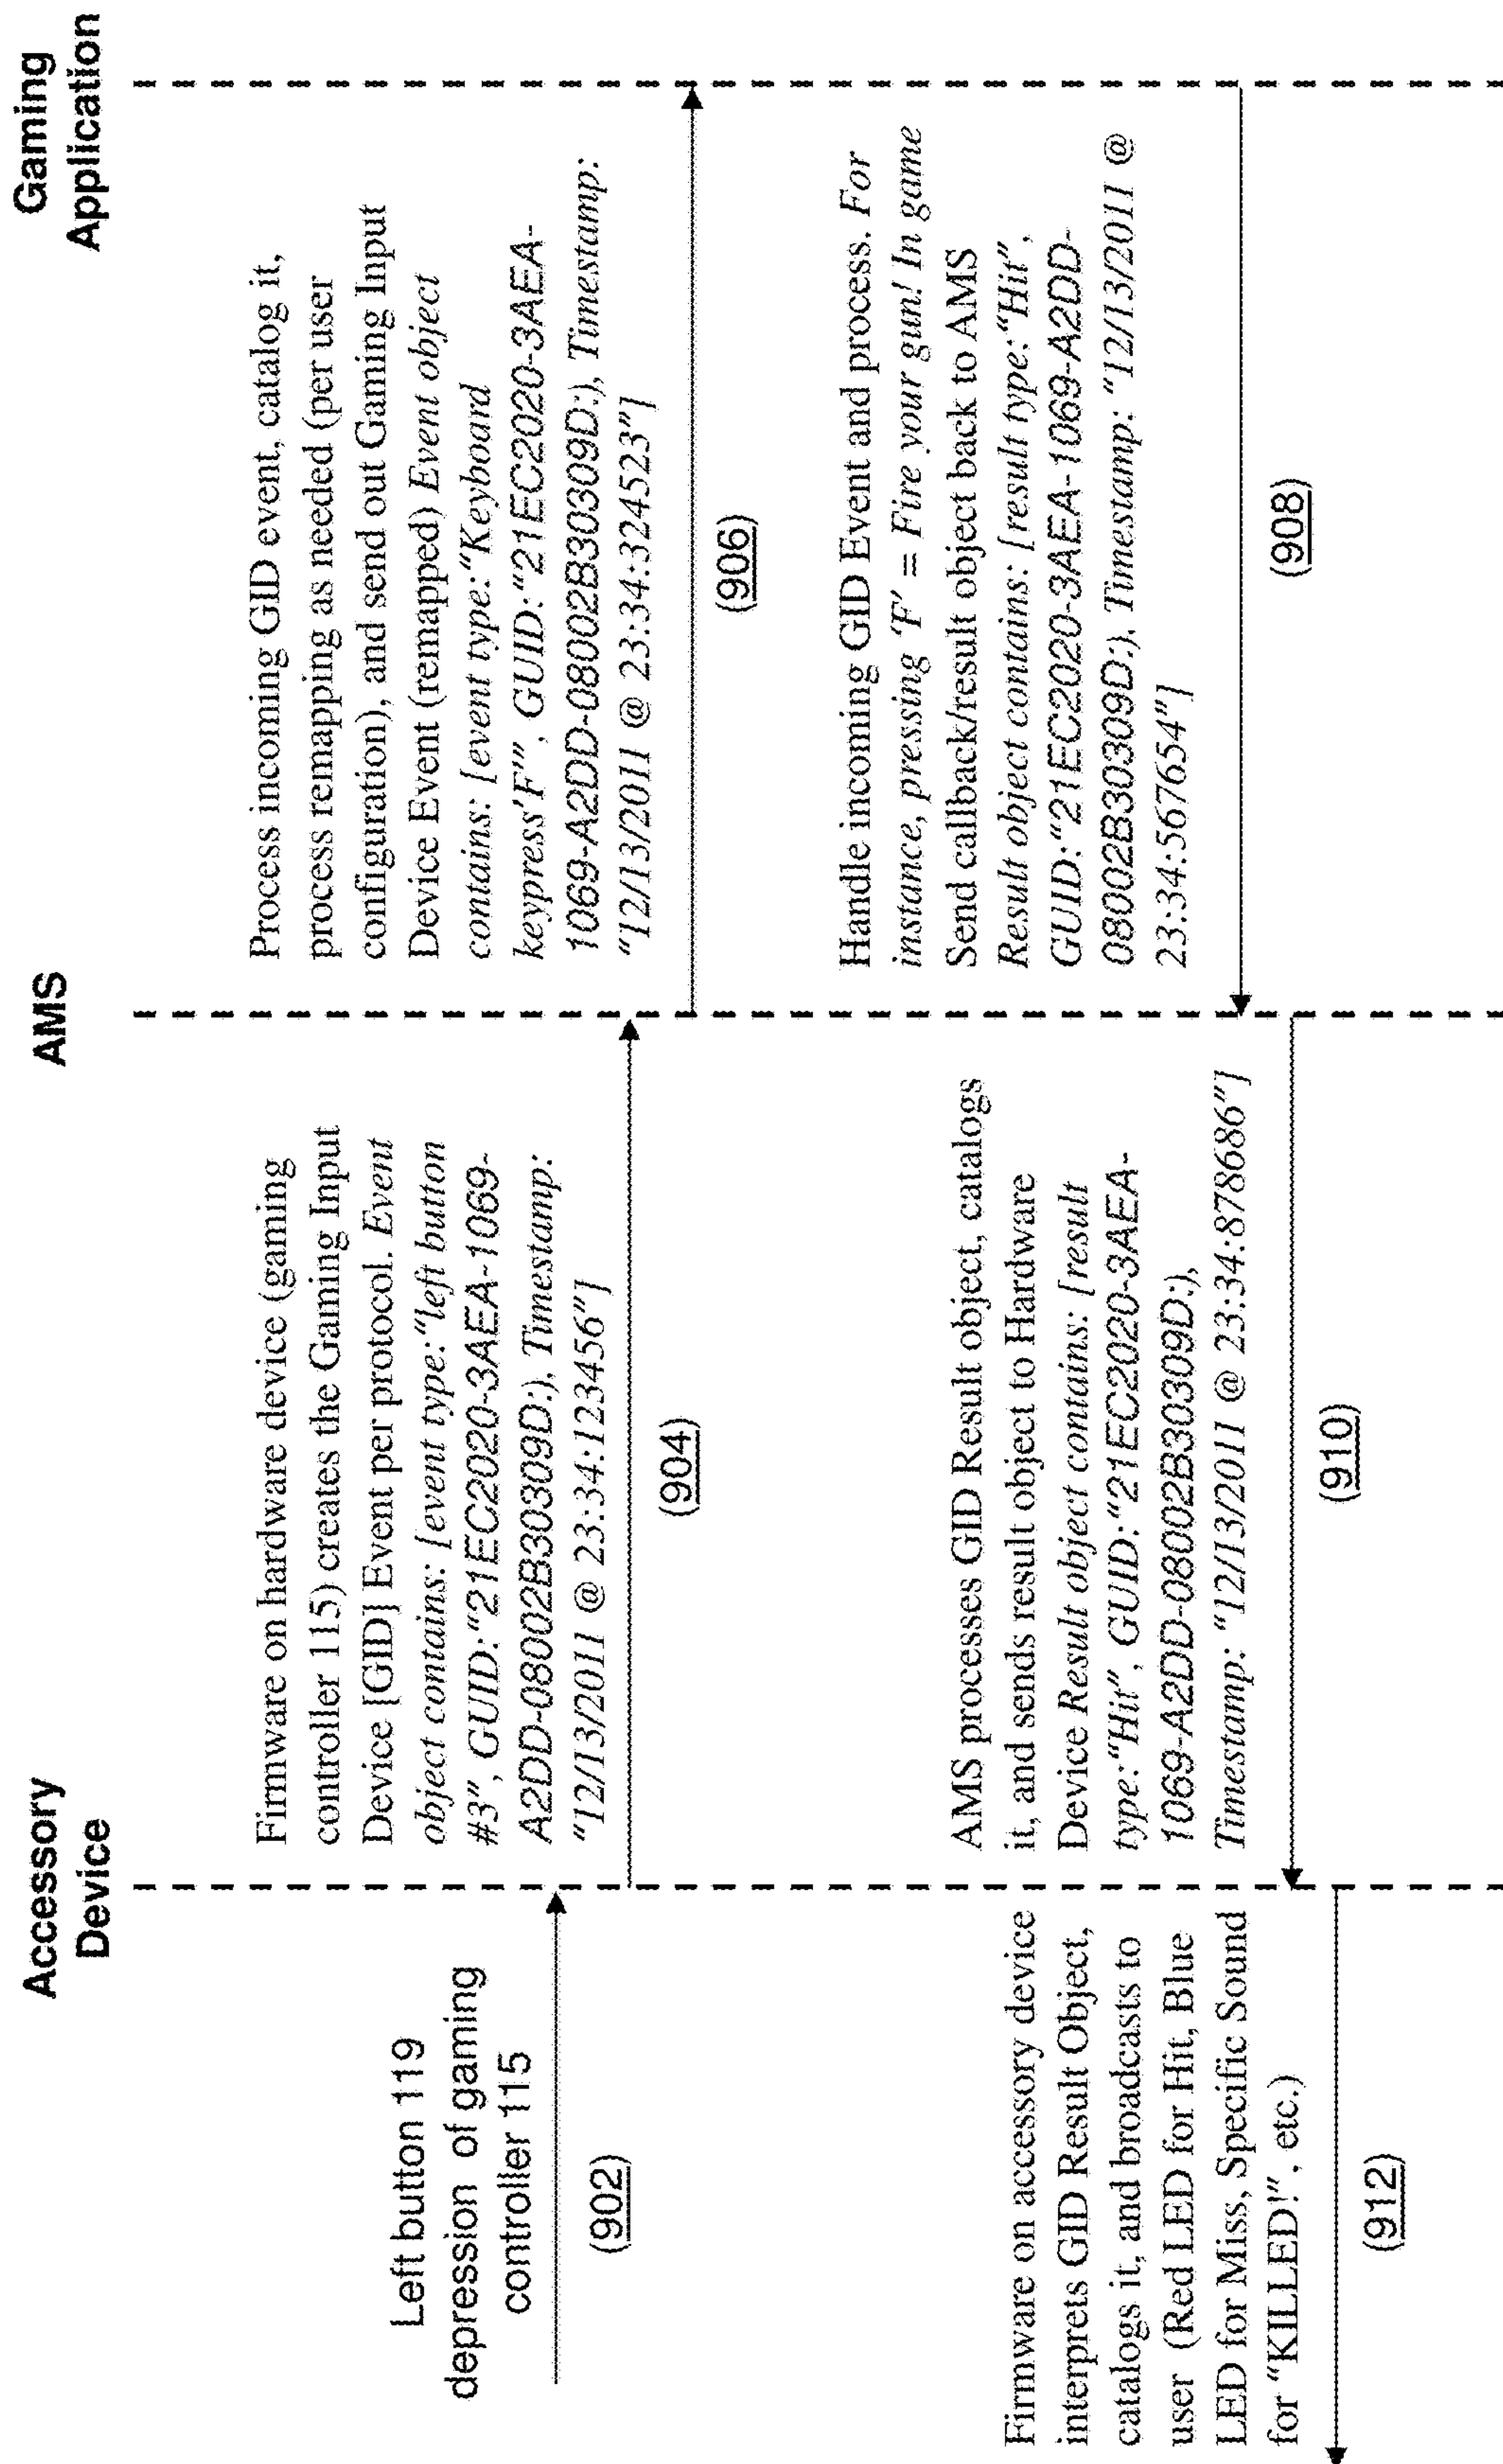 Accessory
Device
AMS
Gaming
Application
Left button 119
depression of gaming
controller 115
(902)
Firmware on hardware device (gaming
controller 115) creates the Gaming Input
Device [GID] Event per protocol. Event
object contains: [event type:"left button
#3", GUID:"21EC2020-3AEA-1069-
A2DD-08002B30309D:), Timestamp:
"12/13/2011 @ 23:34:123456"]
(904)
Process incoming GID event, catalog it,
process remapping as needed (per user
configuration), and send out Gaming Input
Device Event (remapped) Event object
contains: [event type:"Keyboard
keypress'F'", GUID:"21EC2020-3AEA-
1069-A2DD-08002B30309D:), Timestamp:
"12/13/2011 @ 23:34:324523"]
(906)
Handle incoming GID Event and process. For
instance, pressing 'F' = Fire your gun! In game
Send callback/result object back to AMS
Result object contains: [result type:"Hit",
GUID:"21EC2020-3AEA-1069-A2DD-
08002B30309D:), Timestamp: "12/13/2011 @
23:34:567654"]
(908)
AMS processes GID Result object, catalogs
it, and sends result object to Hardware
Device Result object contains: [result
type:"Hit", GUID:"21EC2020-3AEA-
1069-A2DD-08002B30309D:),
Timestamp: "12/13/2011 @ 23:34:878686"]
(910)
Firmware on accessory device
interprets GID Result Object,
catalogs it, and broadcasts to
user (Red LED for Hit, Blue
LED for Miss, Specific Sound
for "KILLED!", etc.)
(912)